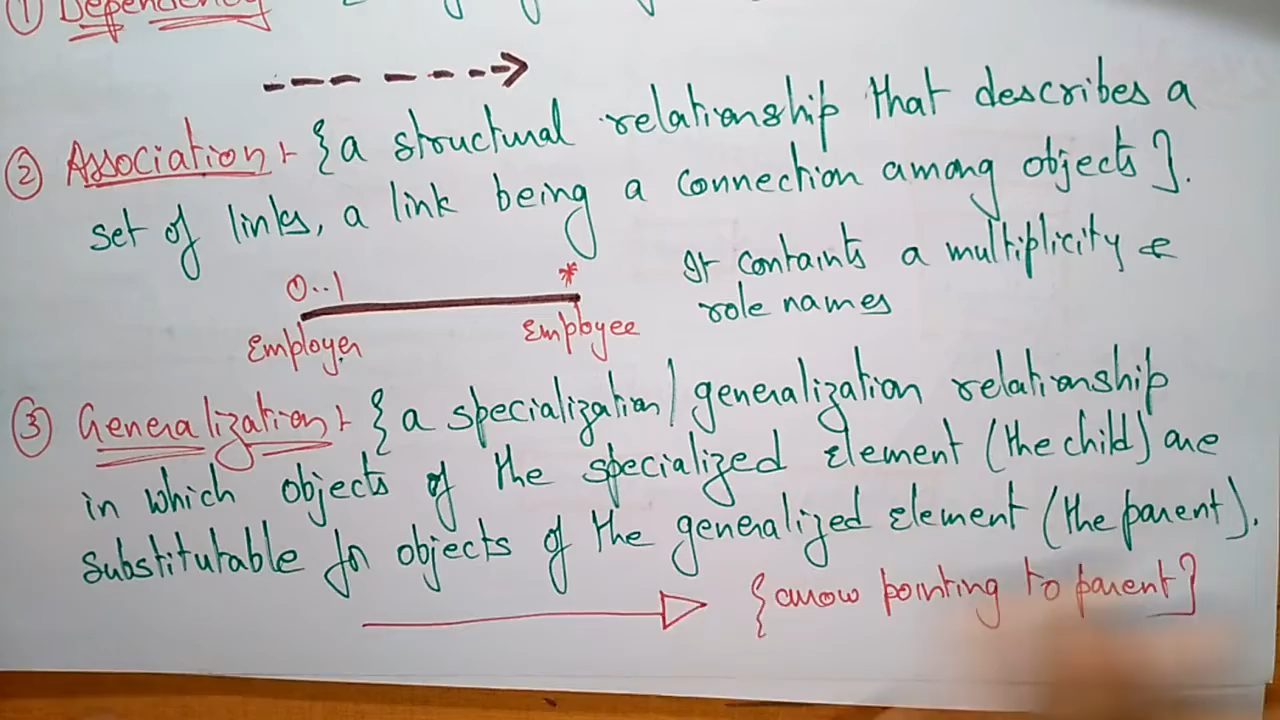 ① Dependency
② Association :- {a structural relationship that describes a
set of links, a link being a connection among objects }.
It containts a multiplicity &
role names
0..1 *
Employer Employee
③ Generalization :- {a specialization/generalization relationship
in which objects of the specialized element (the child) are
substitutable for objects of the generalized element (the parent).
{arrow pointing to parent}